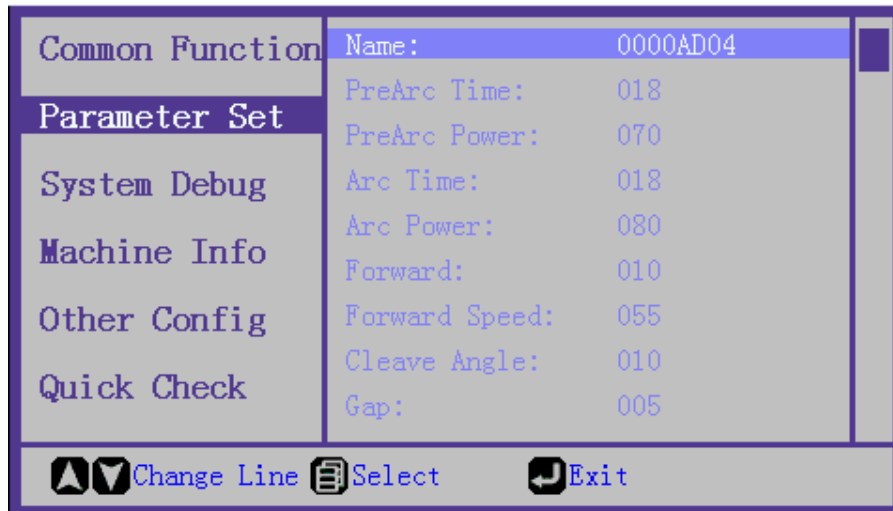 Common Function
Parameter Set
System Debug
Machine Info
Other Config
Quick Check
Name: 0000AD04
PreArc Time: 018
PreArc Power: 070
Arc Time: 018
Arc Power: 080
Forward: 010
Forward Speed: 055
Cleave Angle: 010
Gap: 005
Change Line Select Exit